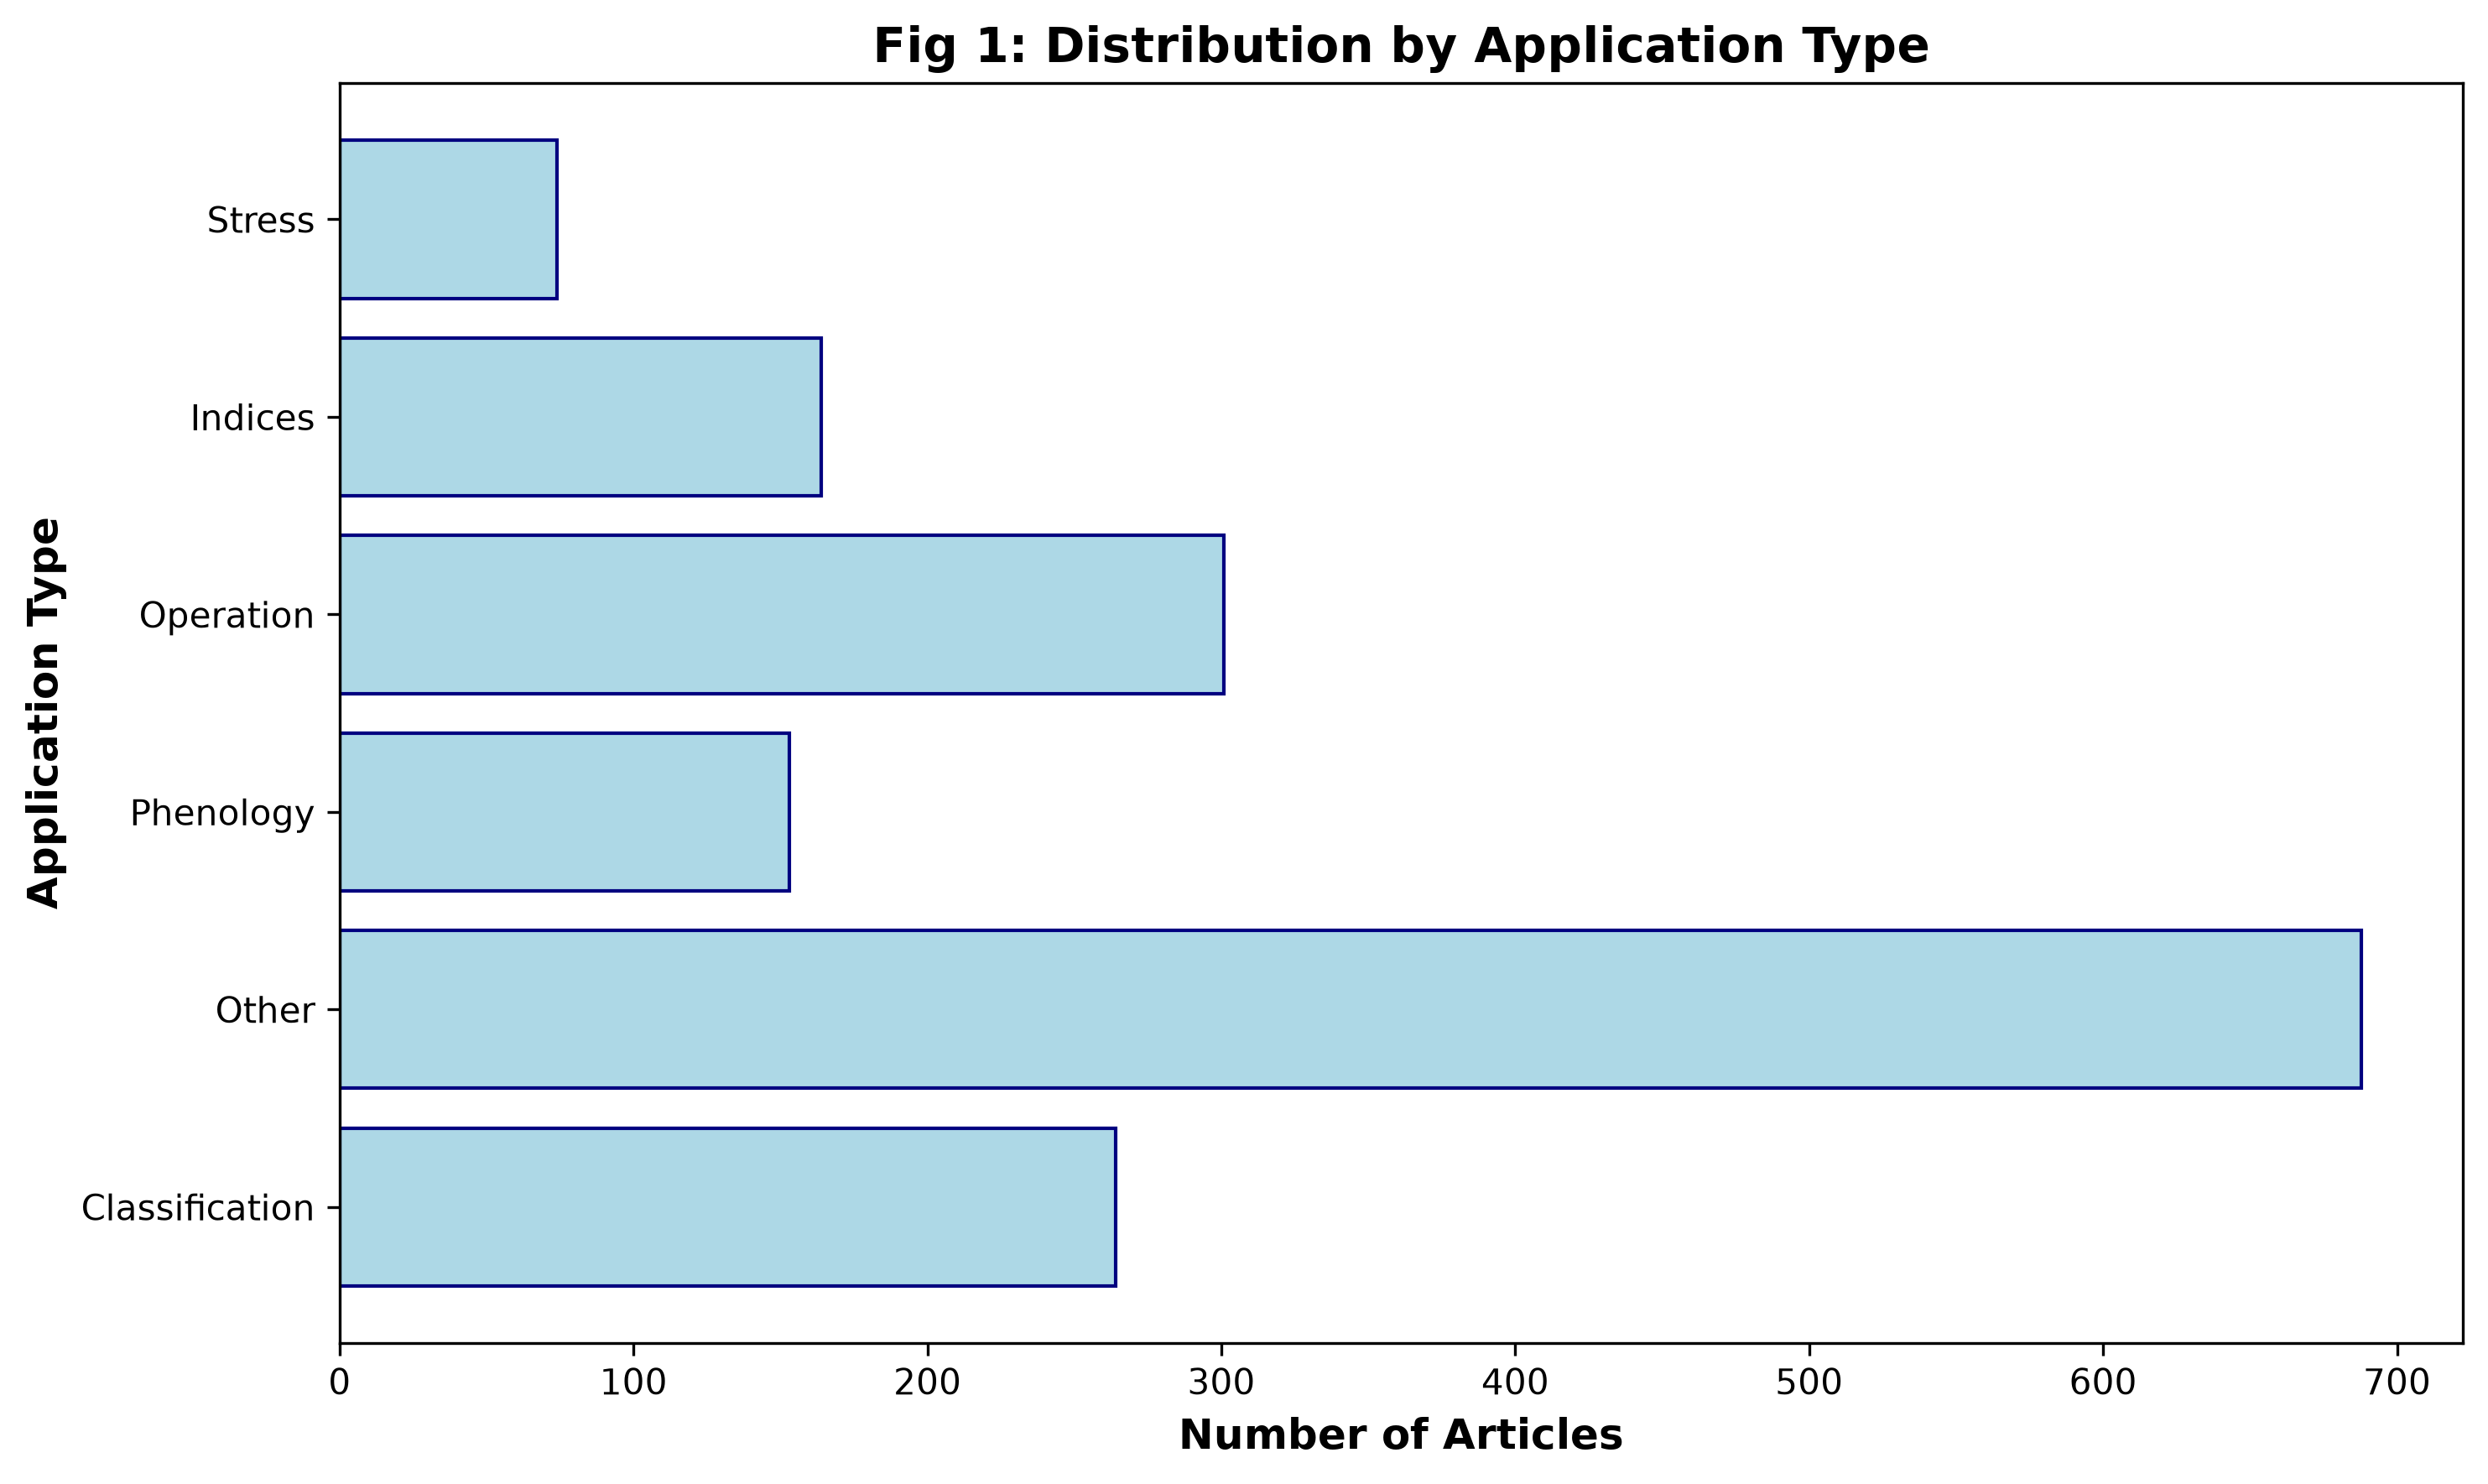 Fig 1: Distribution by Application Type
Application Type
Stress
Indices
Operation
Phenology
Other
Classification
0 100 200 300 400 500 600 700
Number of Articles